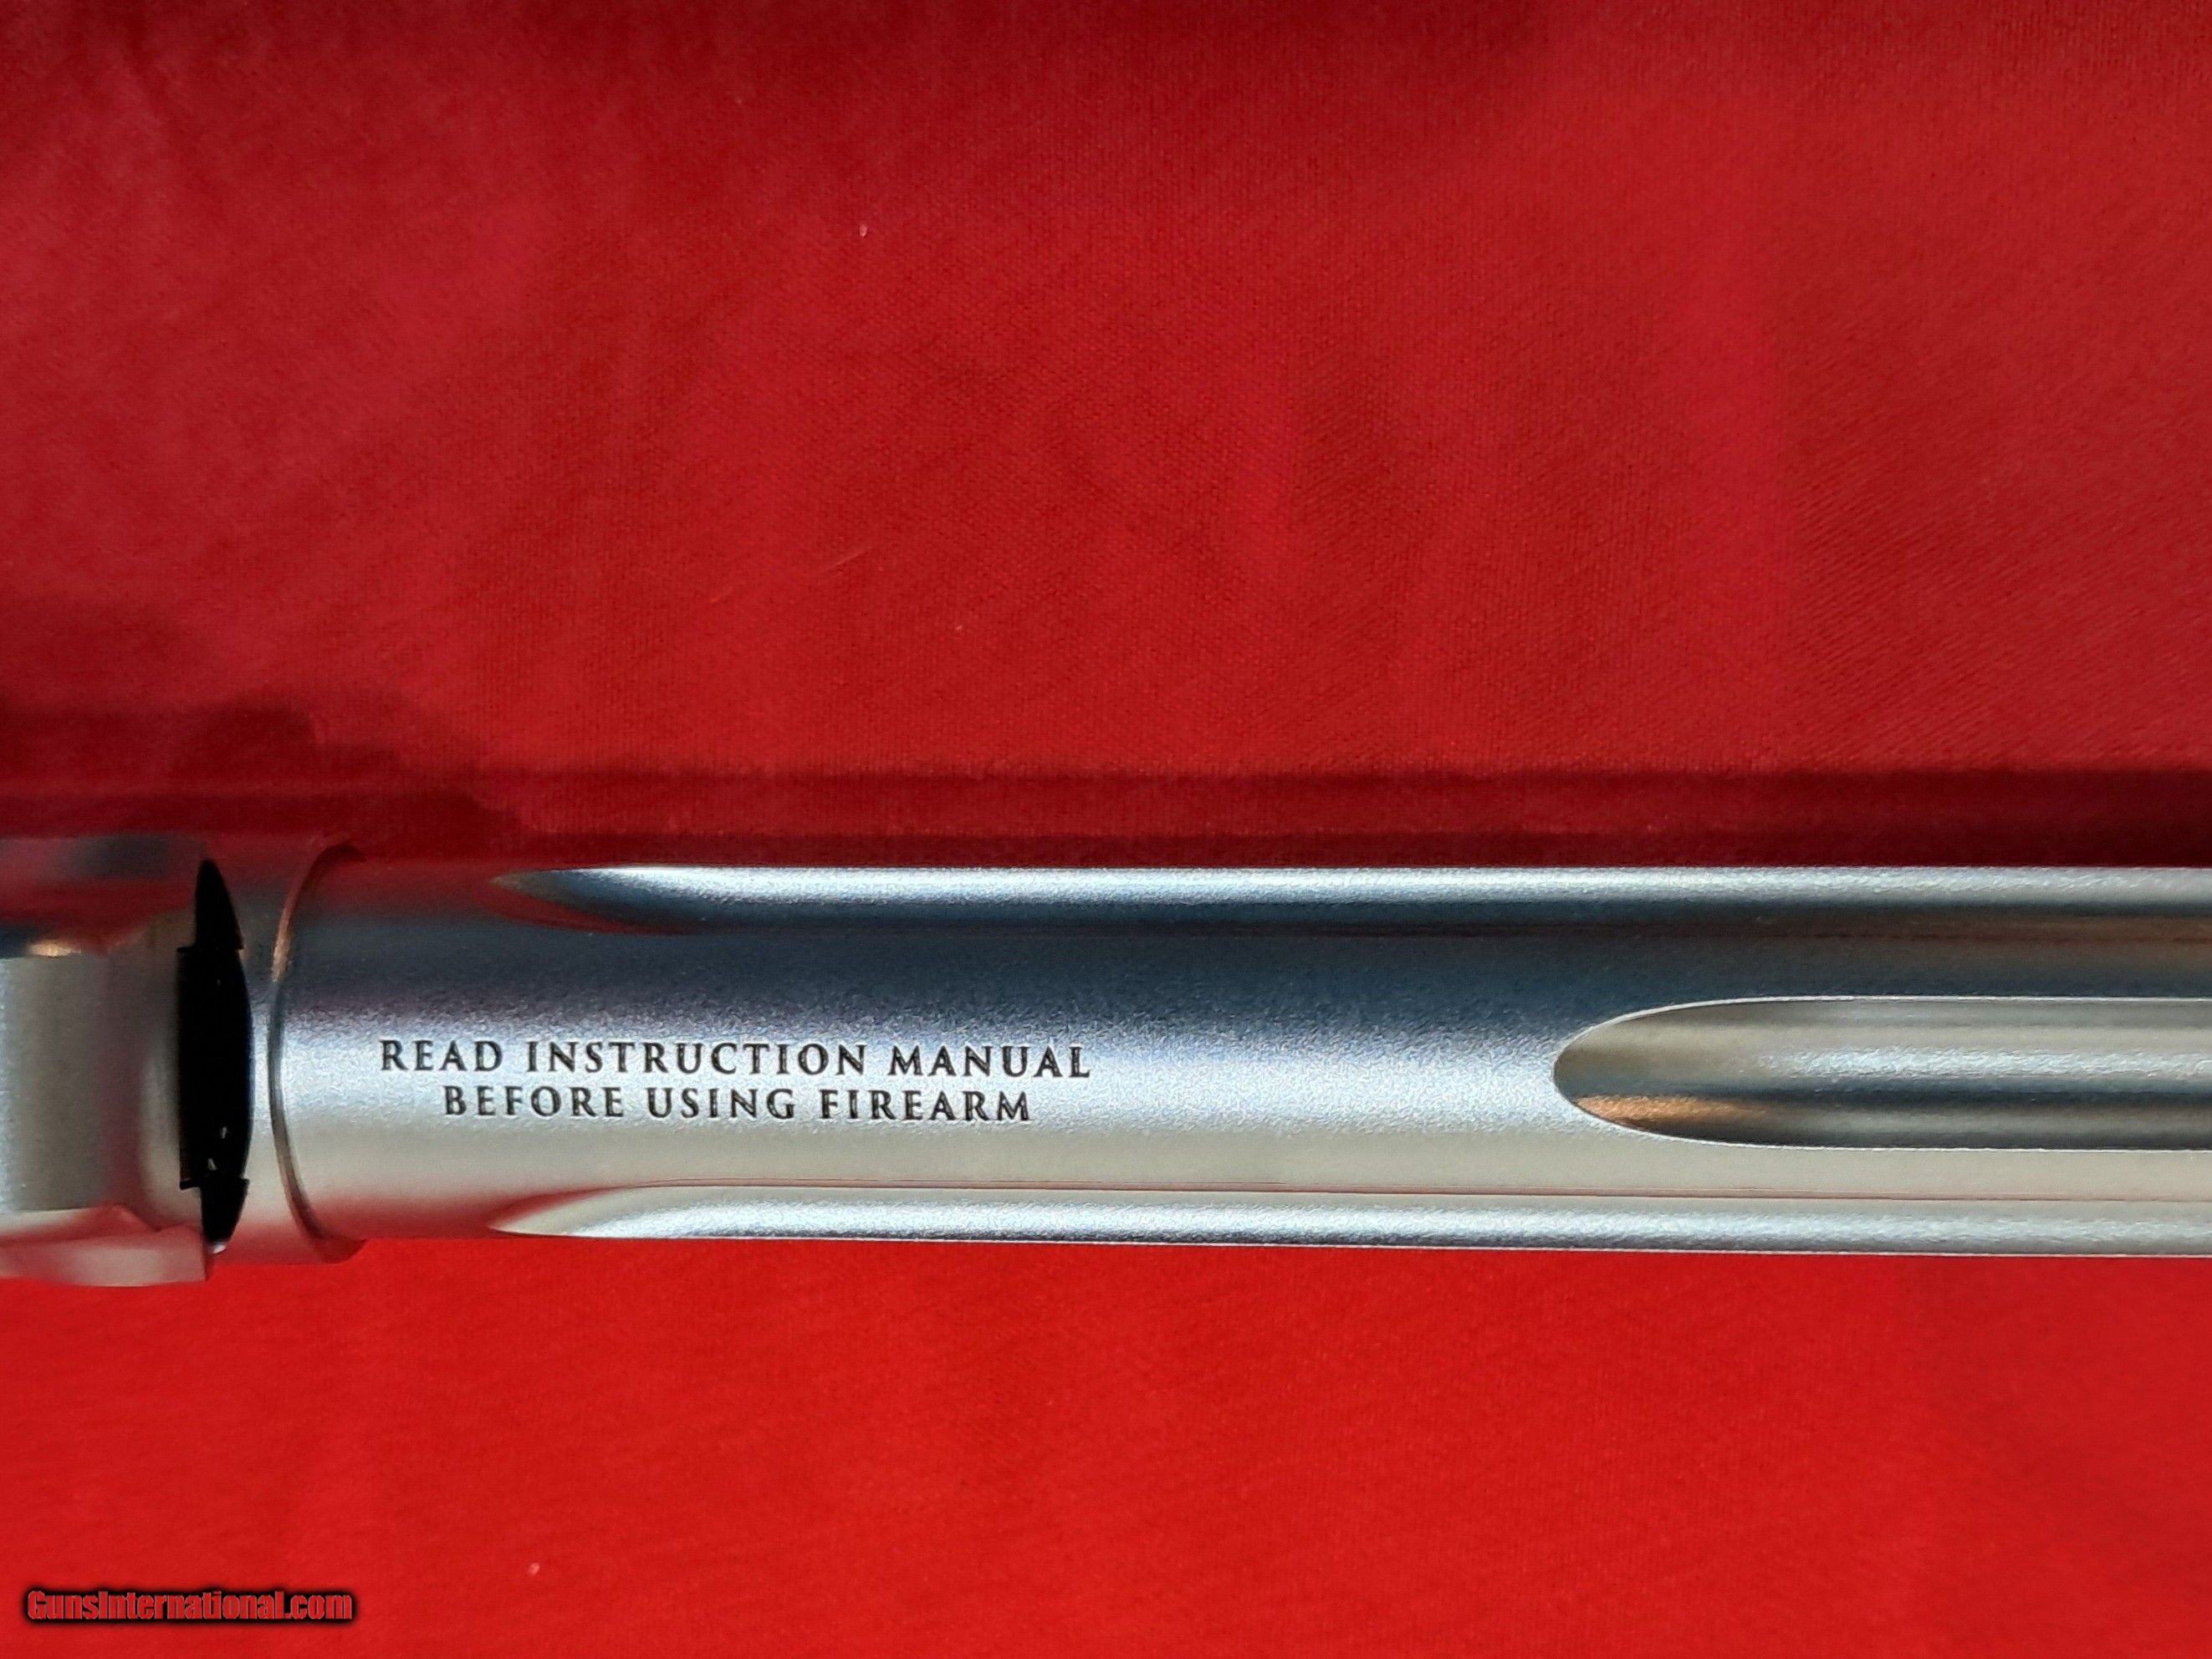 READ INSTRUCTION MANUAL
BEFORE USING FIREARM
GunsInternational.com